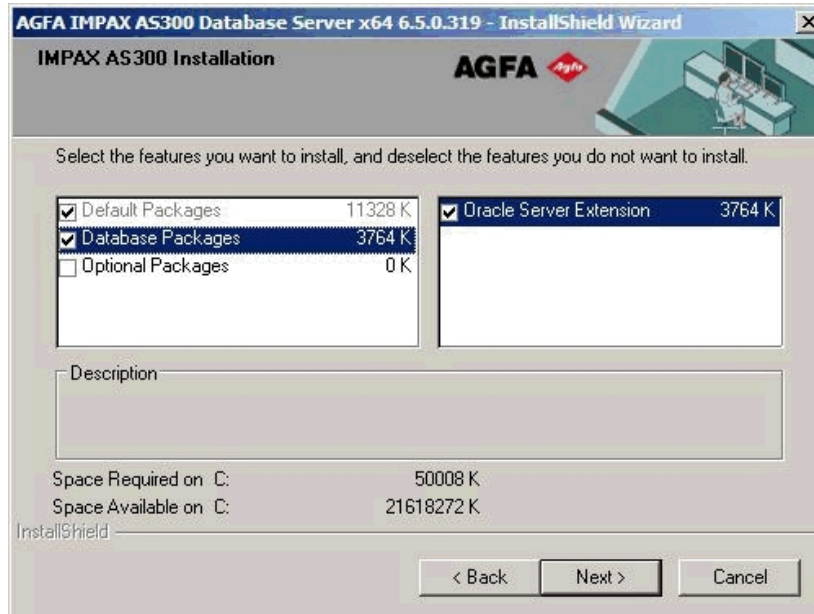 AGFA IMPAX AS300 Database Server x64 6.5.0.319 - InstallShield Wizard
IMPAX AS300 Installation
AGFA Agfa
Select the features you want to install, and deselect the features you do not want to install.
Default Packages 11328 K
Database Packages 3764 K
Optional Packages 0 K
Oracle Server Extension 3764 K
Description
Space Required on C: 50008 K
Space Available on C: 21618272 K
InstallShield
< Back Next > Cancel